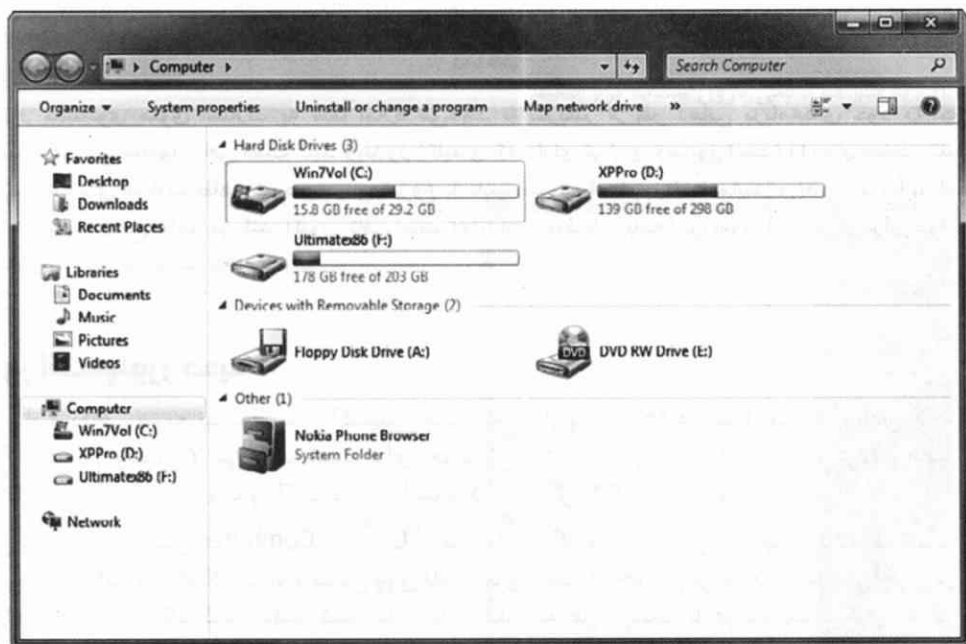 Computer
Search Computer
Organize
System properties
Uninstall or change a program
Map network drive
»
Favorites
Desktop
Downloads
Recent Places
Libraries
Documents
Music
Pictures
Videos
Computer
Win7Vol (C:)
XPPro (D:)
Ultimatex86 (F:)
Network
Hard Disk Drives (3)
Win7Vol (C:)
15.8 GB free of 29.2 GB
XPPro (D:)
139 GB free of 298 GB
Ultimatex86 (F:)
178 GB free of 203 GB
Devices with Removable Storage (2)
Floppy Disk Drive (A:)
DVD
DVD RW Drive (E:)
Other (1)
Nokia Phone Browser
System Folder